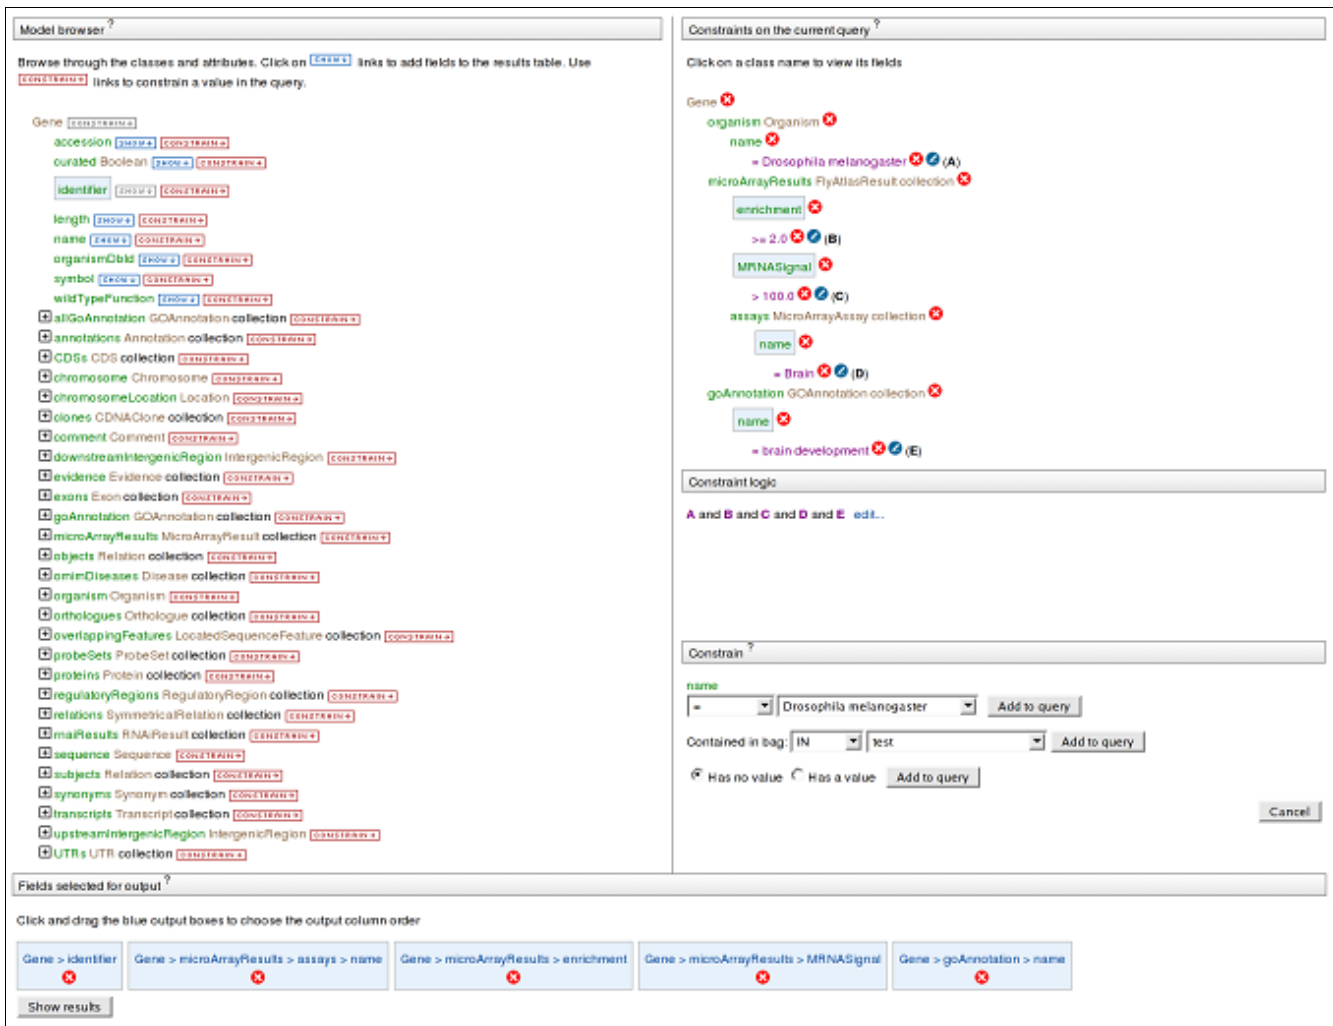 Model browser ?
Browse through the classes and attributes. Click on SHOW links to add fields to the results table. Use
CONSTRAIN links to constrain a value in the query.
Gene CONSTRAIN
accession SHOW CONSTRAIN
curated Boolean SHOW CONSTRAIN
identifier SHOW CONSTRAIN
length SHOW CONSTRAIN
name SHOW CONSTRAIN
organismDbId SHOW CONSTRAIN
symbol SHOW CONSTRAIN
wildTypeFunction SHOW CONSTRAIN
allGoAnnotation GOAnnotation collection CONSTRAIN
annotations Annotation collection CONSTRAIN
CDSs CDS collection CONSTRAIN
chromosome Chromosome CONSTRAIN
chromosomeLocation Location CONSTRAIN
clones CDNAClone collection CONSTRAIN
comment Comment CONSTRAIN
downstreamIntergenicRegion IntergenicRegion CONSTRAIN
evidence Evidence collection CONSTRAIN
exons Exon collection CONSTRAIN
goAnnotation GOAnnotation collection CONSTRAIN
microArrayResults MicroArrayResult collection CONSTRAIN
objects Relation collection CONSTRAIN
omimDiseases Disease collection CONSTRAIN
organism Organism CONSTRAIN
orthologues Orthologue collection CONSTRAIN
overlappingFeatures LocatedSequenceFeature collection CONSTRAIN
probeSets ProbeSet collection CONSTRAIN
proteins Protein collection CONSTRAIN
regulatoryRegions RegulatoryRegion collection CONSTRAIN
relations SymmetricalRelation collection CONSTRAIN
rnaiResults RNAiResult collection CONSTRAIN
sequence Sequence CONSTRAIN
subjects Relation collection CONSTRAIN
synonyms Synonym collection CONSTRAIN
transcripts Transcript collection CONSTRAIN
upstreamIntergenicRegion IntergenicRegion CONSTRAIN
UTRs UTR collection CONSTRAIN
Constraints on the current query ?
Click on a class name to view its fields
Gene
organism Organism
name
= Drosophila melanogaster (A)
microArrayResults FlyAtlasResult collection
enrichment
>= 2.0 (B)
MRNASignal
> 100.0 (C)
assays MicroArrayAssay collection
name
= Brain (D)
goAnnotation GOAnnotation collection
name
= brain development (E)
Constraint logic
A and B and C and D and E edit...
Constrain ?
name
= Drosophila melanogaster Add to query
Contained in bag: IN test Add to query
Has no value Has a value Add to query
Cancel
Fields selected for output ?
Click and drag the blue output boxes to choose the output column order
Gene > identifier Gene > microArrayResults > assays > name Gene > microArrayResults > enrichment Gene > microArrayResults > MRNASignal Gene > goAnnotation > name
Show results